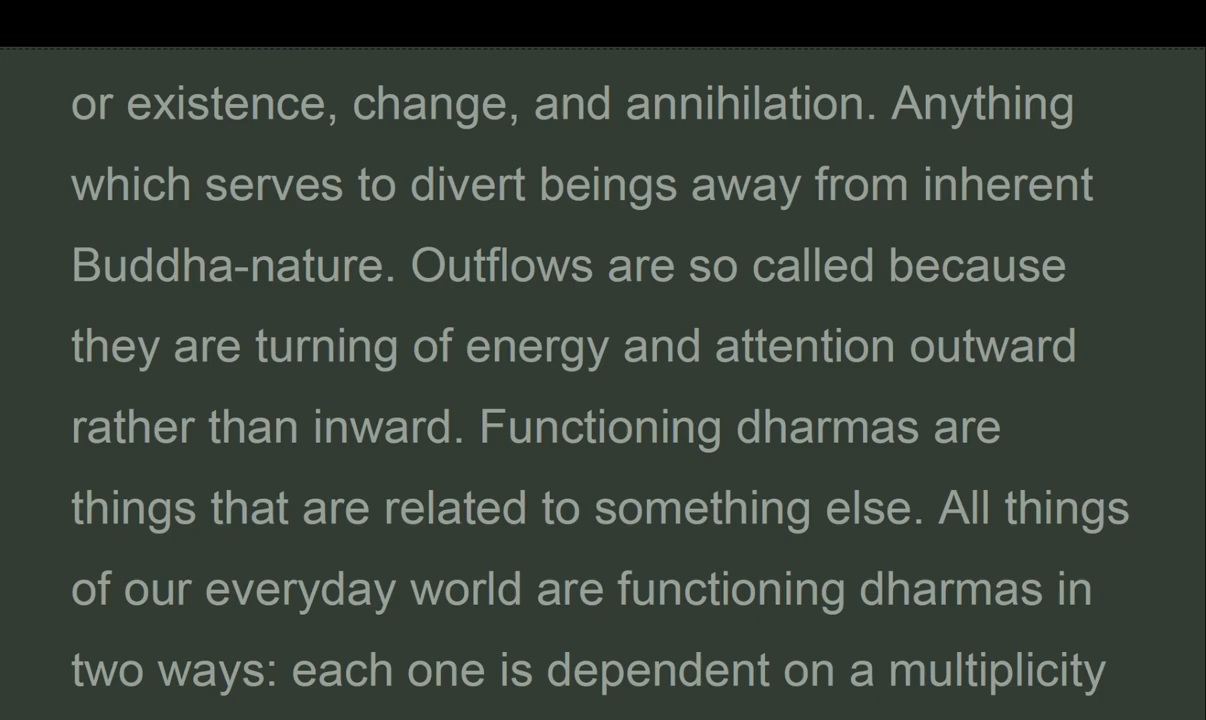 or existence, change, and annihilation. Anything
which serves to divert beings away from inherent
Buddha-nature. Outflows are so called because
they are turning of energy and attention outward
rather than inward. Functioning dharmas are
things that are related to something else. All things
of our everyday world are functioning dharmas in
two ways: each one is dependent on a multiplicity